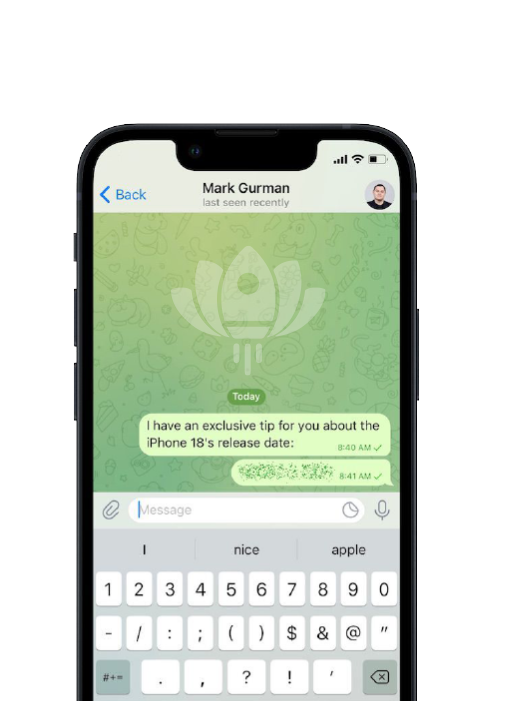 Back
Mark Gurman
last seen recently
Today
I have an exclusive tip for you about the
iPhone 18's release date:
8:40 AM
8:41 AM
Message
I nice apple
1 2 3 4 5 6 7 8 9 0
- / : ; ( ) $ & @ "
#+= . , ? ! '